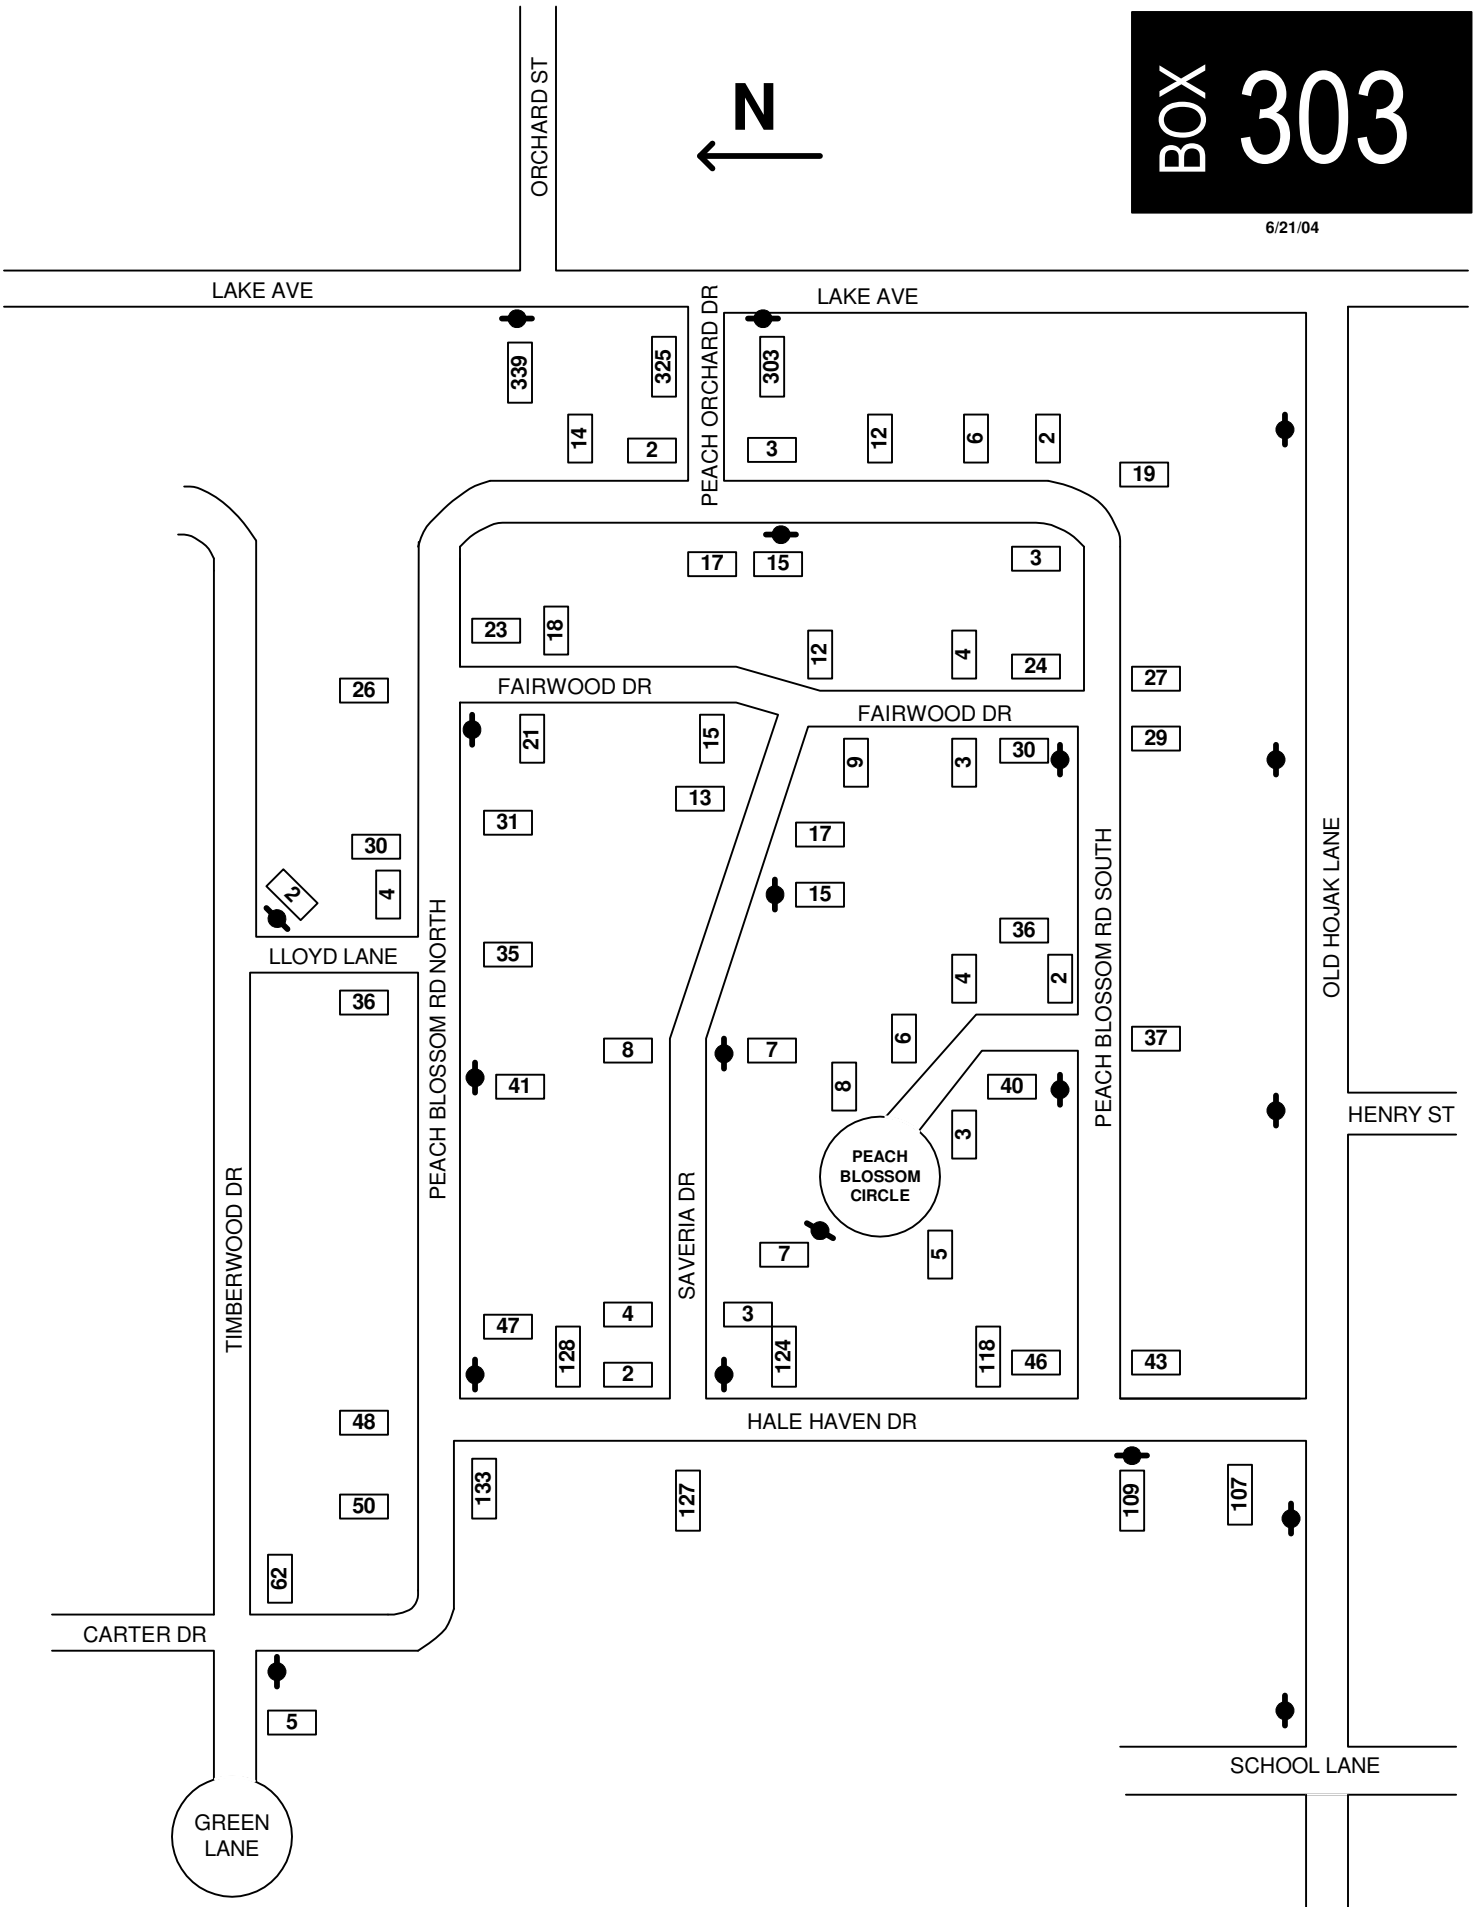 BOX 303
6/21/04
N
ORCHARD ST
LAKE AVE
LAKE AVE
PEACH ORCHARD DR
339
325
303
14
2
3
12
6
2
19
17
15
3
23
18
12
4
24
27
26
FAIRWOOD DR
FAIRWOOD DR
21
15
9
3
30
29
13
31
17
30
2
4
15
36
LLOYD LANE
35
4
2
36
PEACH BLOSSOM RD NORTH
PEACH BLOSSOM RD SOUTH
OLD HOJAK LANE
8
7
6
37
41
8
40
HENRY ST
3
PEACH
BLOSSOM
CIRCLE
TIMBERWOOD DR
SAVERIA DR
7
5
47
4
3
128
2
124
118
46
43
48
HALE HAVEN DR
133
127
109
107
50
62
CARTER DR
5
SCHOOL LANE
GREEN
LANE